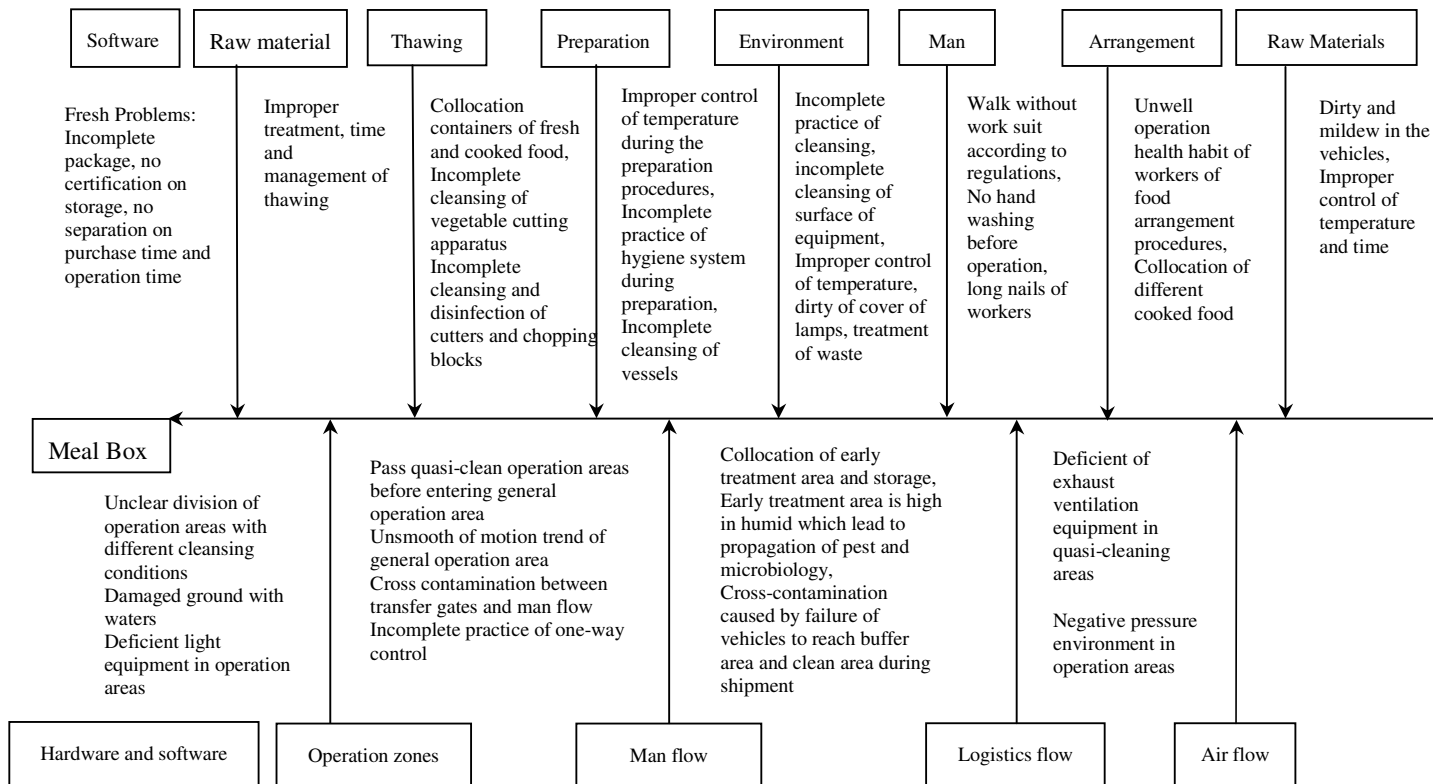 Software
Raw material
Thawing
Preparation
Environment
Man
Arrangement
Raw Materials
Fresh Problems:
Incomplete
package, no
certification on
storage, no
separation on
purchase time and
operation time
Improper
treatment, time
and
management of
thawing
Collocation
containers of fresh
and cooked food,
Incomplete
cleansing of
vegetable cutting
apparatus
Incomplete
cleansing and
disinfection of
cutters and chopping
blocks
Improper control
of temperature
during the
preparation
procedures,
Incomplete
practice of
hygiene system
during
preparation,
Incomplete
cleansing of
vessels
Incomplete
practice of
cleansing,
incomplete
cleansing of
surface of
equipment,
Improper control
of temperature,
dirty of cover of
lamps, treatment
of waste
Walk without
work suit
according to
regulations,
No hand
washing
before
operation,
long nails of
workers
Unwell
operation
health habit of
workers of
food
arrangement
procedures,
Collocation of
different
cooked food
Dirty and
mildew in the
vehicles,
Improper
control of
temperature
and time
Meal Box
Unclear division of
operation areas with
different cleansing
conditions
Damaged ground with
waters
Deficient light
equipment in operation
areas
Pass quasi-clean operation areas
before entering general
operation area
Unsmooth of motion trend of
general operation area
Cross contamination between
transfer gates and man flow
Incomplete practice of one-way
control
Collocation of early
treatment area and storage,
Early treatment area is high
in humid which lead to
propagation of pest and
microbiology,
Cross-contamination
caused by failure of
vehicles to reach buffer
area and clean area during
shipment
Deficient of
exhaust
ventilation
equipment in
quasi-cleaning
areas
Negative pressure
environment in
operation areas
Hardware and software
Operation zones
Man flow
Logistics flow
Air flow